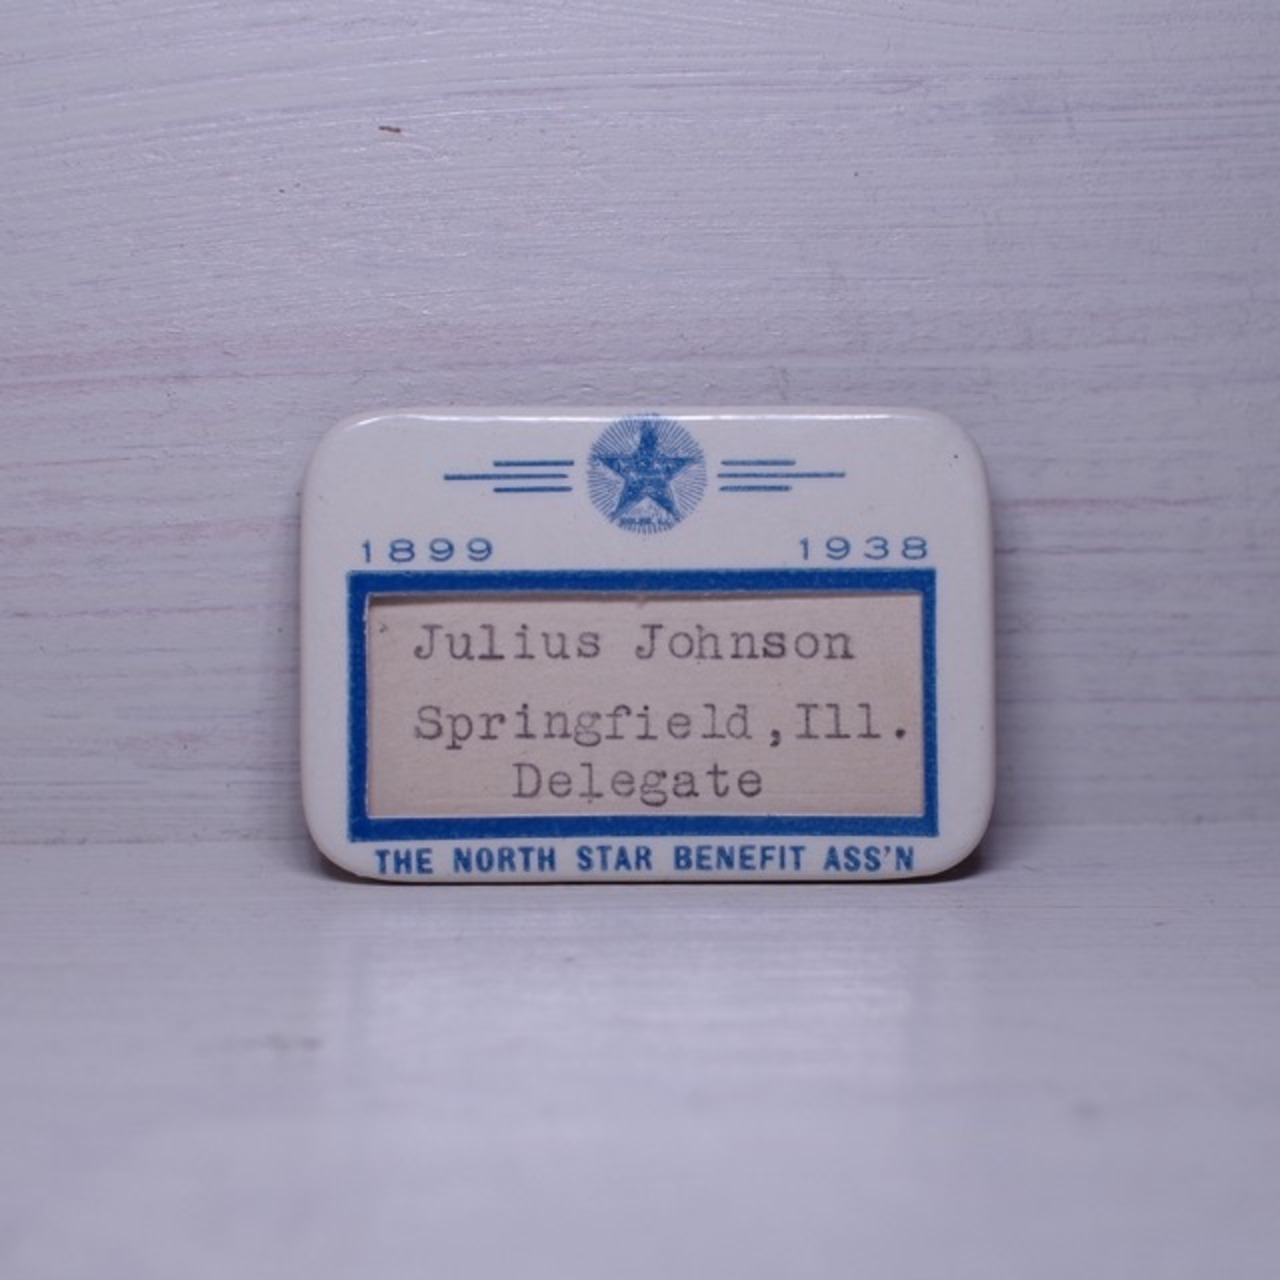 1899 1938
Julius Johnson
Springfield,Ill.
Delegate
THE NORTH STAR BENEFIT ASS'N